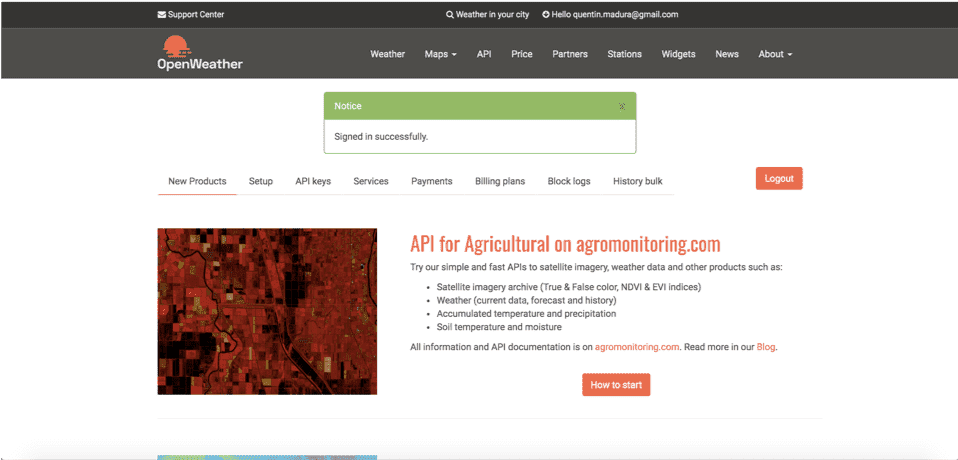 Support Center
Weather in your city
Hello quentin.madura@gmail.com
OpenWeather
Weather Maps API Price Partners Stations Widgets News About
Notice x
Signed in successfully.
New Products Setup API keys Services Payments Billing plans Block logs History bulk
Logout
API for Agricultural on agromonitoring.com
Try our simple and fast APIs to satellite imagery, weather data and other products such as:
• Satellite imagery archive (True & False color, NDVI & EVI indices)
• Weather (current data, forecast and history)
• Accumulated temperature and precipitation
• Soil temperature and moisture
All information and API documentation is on agromonitoring.com. Read more in our Blog.
How to start